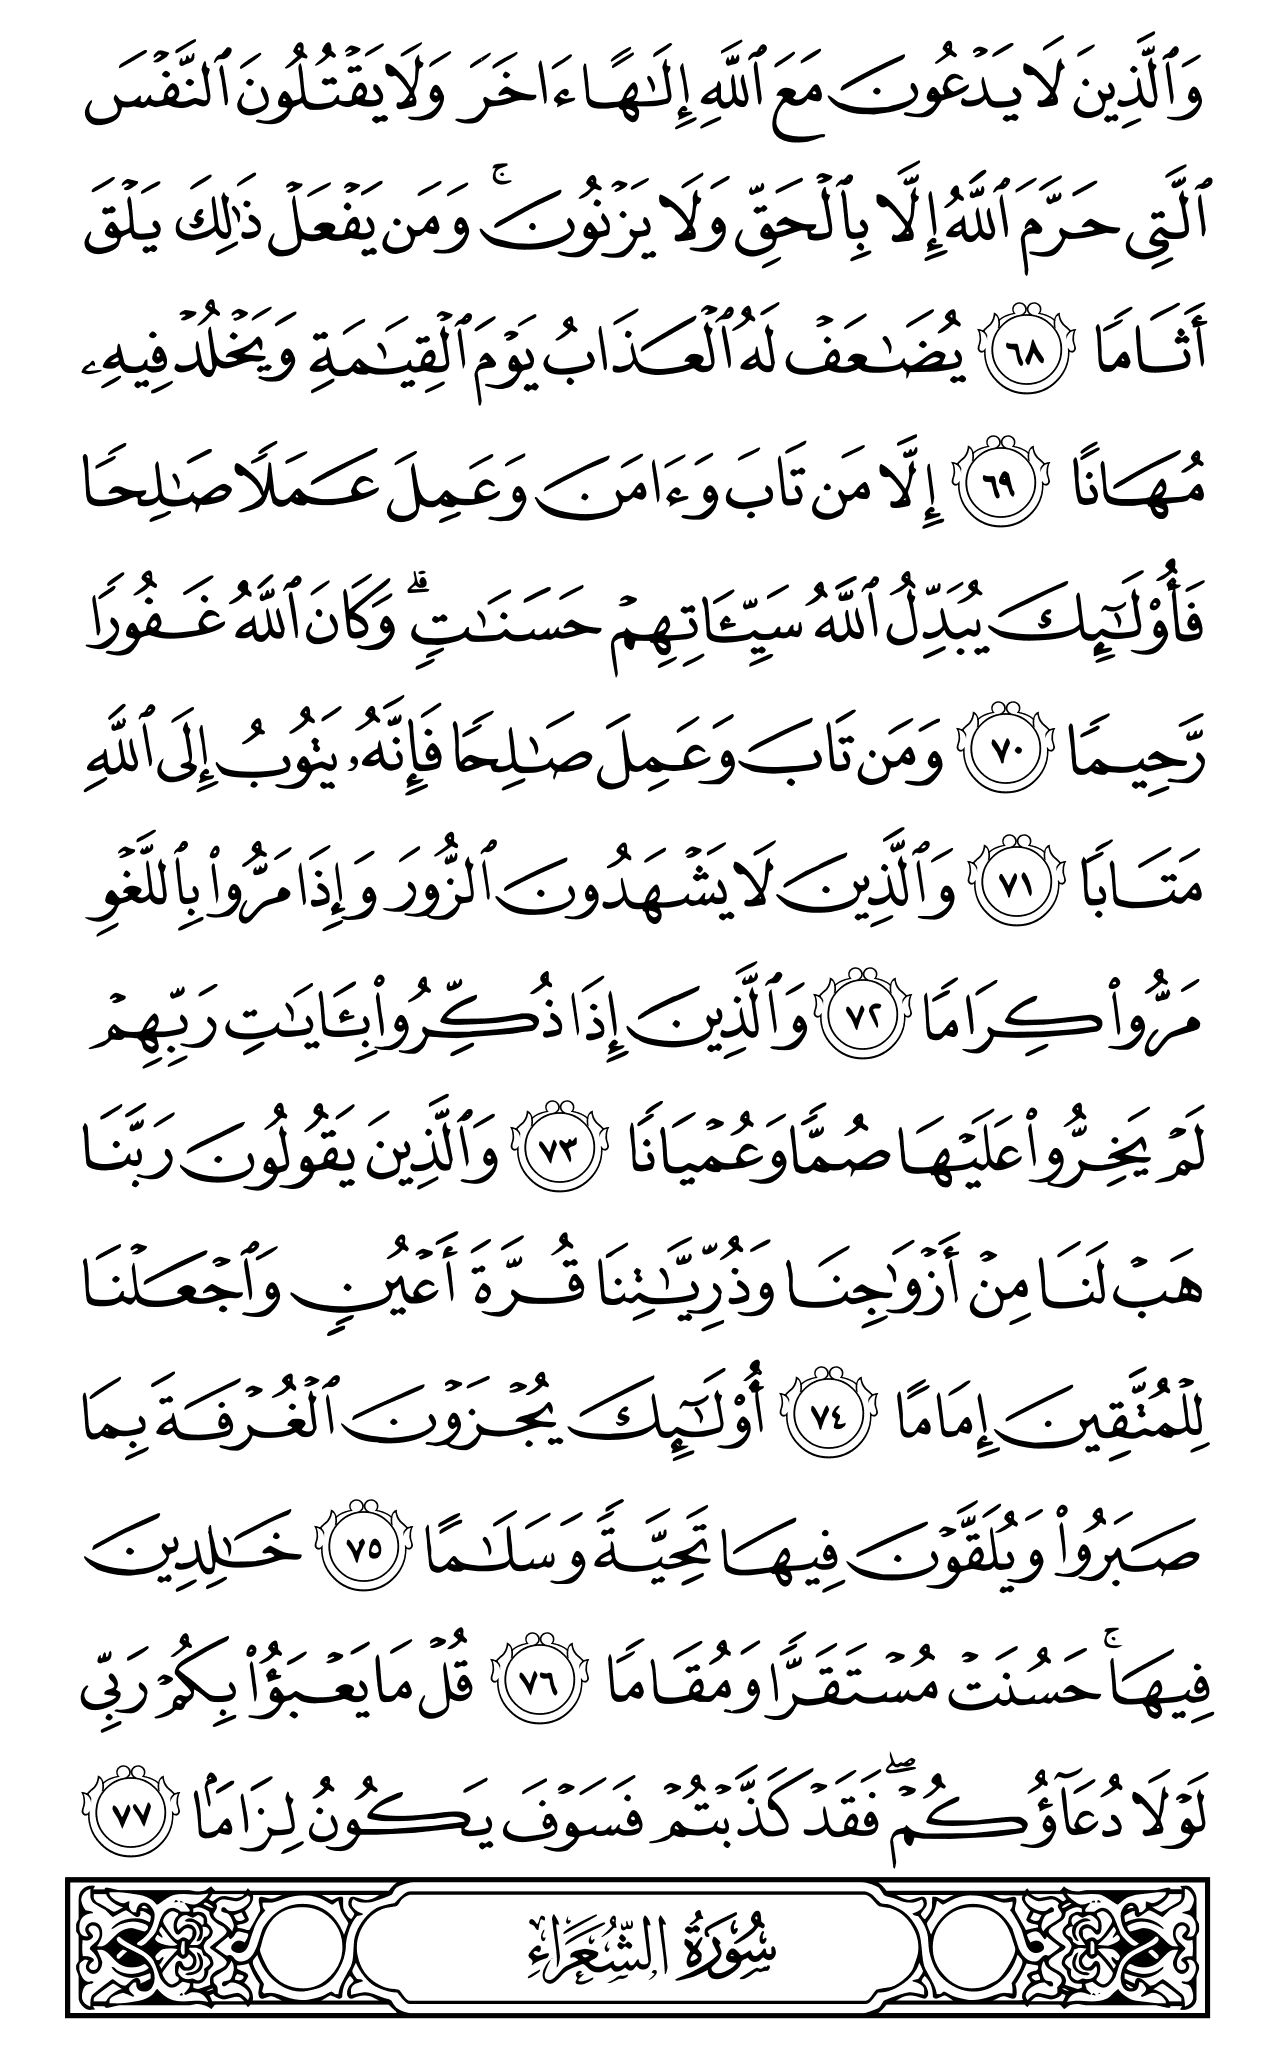 وَٱلَّذِينَ لَا يَدۡعُونَ مَعَ ٱللَّهِ إِلَٰهًا ءَاخَرَ وَلَا يَقۡتُلُونَ ٱلنَّفۡسَ
ٱلَّتِي حَرَّمَ ٱللَّهُ إِلَّا بِٱلۡحَقِّ وَلَا يَزۡنُونَۚ وَمَن يَفۡعَلۡ ذَٰلِكَ يَلۡقَ
أَثَامٗا ٦٨ يُضَٰعَفۡ لَهُ ٱلۡعَذَابُ يَوۡمَ ٱلۡقِيَٰمَةِ وَيَخۡلُدۡ فِيهِۦ
مُهَانًا ٦٩ إِلَّا مَن تَابَ وَءَامَنَ وَعَمِلَ عَمَلٗا صَٰلِحٗا
فَأُوْلَٰٓئِكَ يُبَدِّلُ ٱللَّهُ سَيِّـَٔاتِهِمۡ حَسَنَٰتٖۗ وَكَانَ ٱللَّهُ غَفُورٗا
رَّحِيمٗا ٧٠ وَمَن تَابَ وَعَمِلَ صَٰلِحٗا فَإِنَّهُۥ يَتُوبُ إِلَى ٱللَّهِ
مَتَابٗا ٧١ وَٱلَّذِينَ لَا يَشۡهَدُونَ ٱلزُّورَ وَإِذَا مَرُّواْ بِٱللَّغۡوِ
مَرُّواْ كِرَامٗا ٧٢ وَٱلَّذِينَ إِذَا ذُكِّرُواْ بِـَٔايَٰتِ رَبِّهِمۡ
لَمۡ يَخِرُّواْ عَلَيۡهَا صُمّٗا وَعُمۡيَانٗا ٧٣ وَٱلَّذِينَ يَقُولُونَ رَبَّنَا
هَبۡ لَنَا مِنۡ أَزۡوَٰجِنَا وَذُرِّيَّٰتِنَا قُرَّةَ أَعۡيُنٖ وَٱجۡعَلۡنَا
لِلۡمُتَّقِينَ إِمَامًا ٧٤ أُوْلَٰٓئِكَ يُجۡزَوۡنَ ٱلۡغُرۡفَةَ بِمَا
صَبَرُواْ وَيُلَقَّوۡنَ فِيهَا تَحِيَّةٗ وَسَلَٰمًا ٧٥ خَٰلِدِينَ
فِيهَاۚ حَسُنَتۡ مُسۡتَقَرّٗا وَمُقَامٗا ٧٦ قُلۡ مَا يَعۡبَؤُاْ بِكُمۡ رَبِّي
لَوۡلَا دُعَآؤُكُمۡۖ فَقَدۡ كَذَّبۡتُمۡ فَسَوۡفَ يَكُونُ لِزَامَۢا ٧٧
سُورَةُ الشُّعَرَاءِ